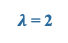 λ = 2